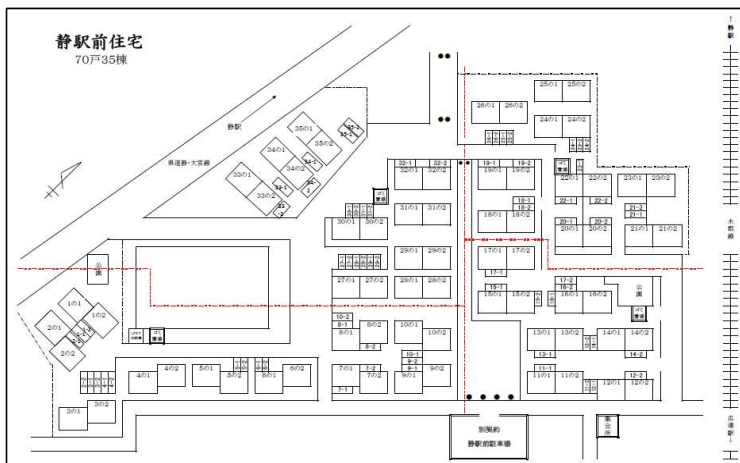 静駅前住宅
70戸35棟
←静駅
水郡線
瓜連駅→
県道静・大宮線
静駅
公園
公園
25の1 25の2
26の1 26の2
24の1 24の2
35の1
35の2
34の1
34の2
33の1
33の2
35-2
35-1
34-1
33-1
32-1 32-2
32の1 32の2
19-1 19-2
19の1 19の2
22の1 22の2
23の1 23の2
22-1 22-2
18-1
18-2
18の1 18の2
31の1 31の2
30の1 30の2
20-1 20-2
21-2
21-1
20の1 20の2
21の1 21の2
29の1 29の2
17の1 17の2
17-1
27の1 27の2
28の1 28の2
15-1
15の1 15の2
17-2
16-2
16の1 16の2
1の1
1の2
2の1
2の2
10-2
8-1
8の1
8の2
8-2
10の1
10の2
10-1
9-2
9-1
13の1 13の2
14の1 14の2
13-1
14-2
11-1
11の1 11の2
12-2
12の1 12の2
7の1
7-2
7の2
7-1
9の1
9の2
4の1
4の2
5の1
5の2
6の1
6の2
3の1
3の2
別契約
静駅前駐車場
集会所